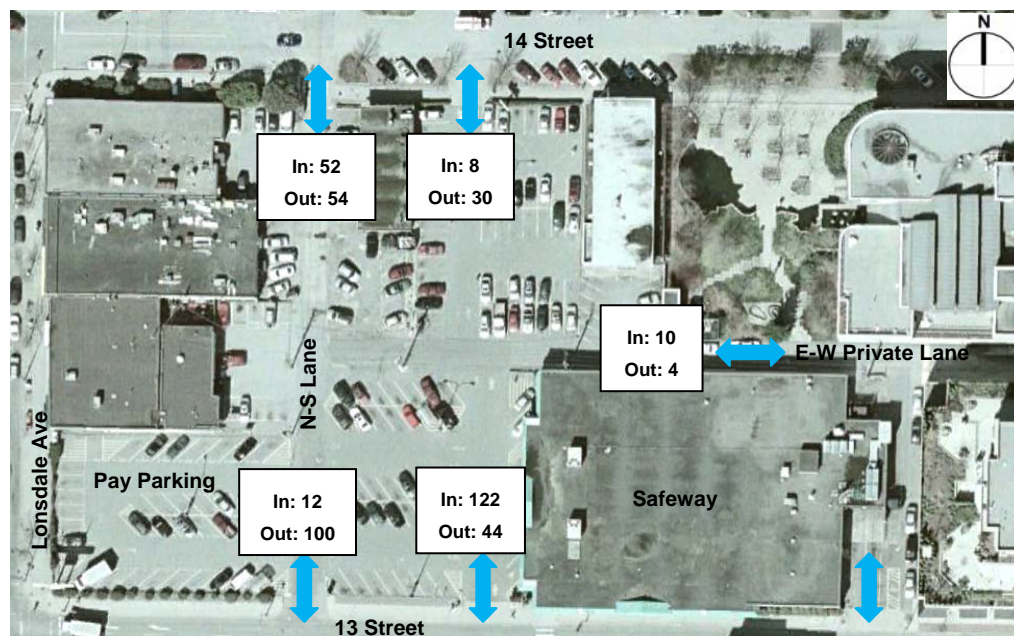 14 Street
N
In: 52
Out: 54
In: 8
Out: 30
In: 10
Out: 4
E-W Private Lane
N-S Lane
Lonsdale Ave
Pay Parking
In: 12
Out: 100
In: 122
Out: 44
Safeway
13 Street